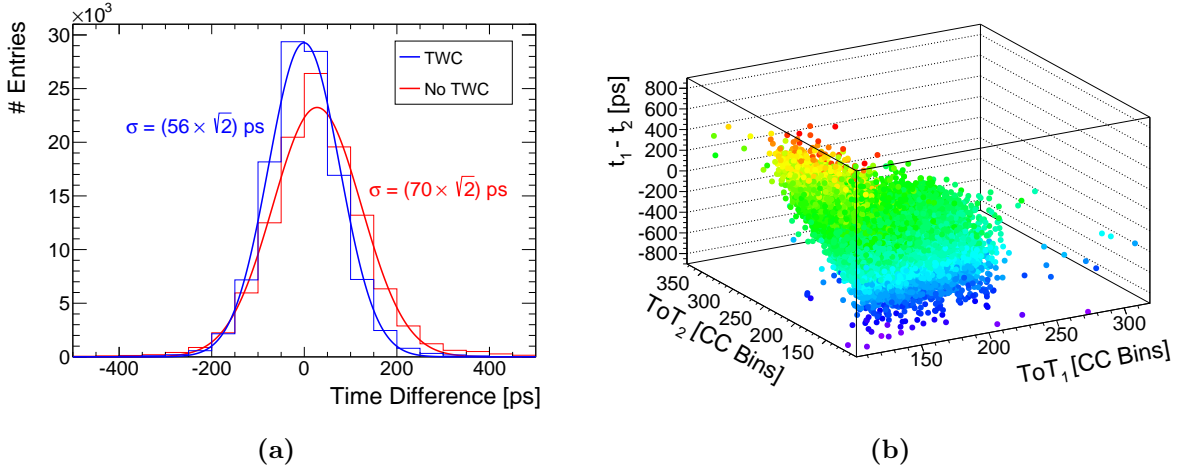 ×10³
# Entries
30
25
20
15
10
5
0
-400 -200 0 200 400
Time Difference [ps]
TWC
No TWC
σ = (56 × √2) ps
σ = (70 × √2) ps
(a)
t₁ - t₂ [ps]
800
600
400
200
0
-200
-400
-600
-800
350 300 250 200 150
ToT₂ [CC Bins]
150 200 250 300
ToT₁ [CC Bins]
(b)